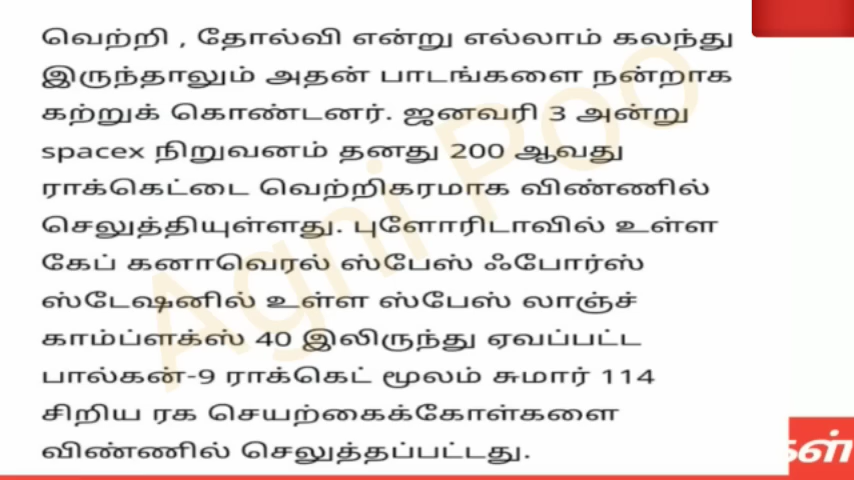 வெற்றி , தோல்வி என்று எல்லாம் கலந்து
இருந்தாலும் அதன் பாடங்களை நன்றாக
கற்றுக் கொண்டனர். ஜனவரி 3 அன்று
spacex நிறுவனம் தனது 200 ஆவது
ராக்கெட்டை வெற்றிகரமாக விண்ணில்
செலுத்தியுள்ளது. புளோரிடாவில் உள்ள
கேப் கனாவெரல் ஸ்பேஸ் ஃபோர்ஸ்
ஸ்டேஷனில் உள்ள ஸ்பேஸ் லாஞ்ச்
காம்ப்ளக்ஸ் 40 இலிருந்து ஏவப்பட்ட
பால்கன்-9 ராக்கெட் மூலம் சுமார் 114
சிறிய ரக செயற்கைக்கோள்களை
விண்ணில் செலுத்தப்பட்டது.
Agni Poo